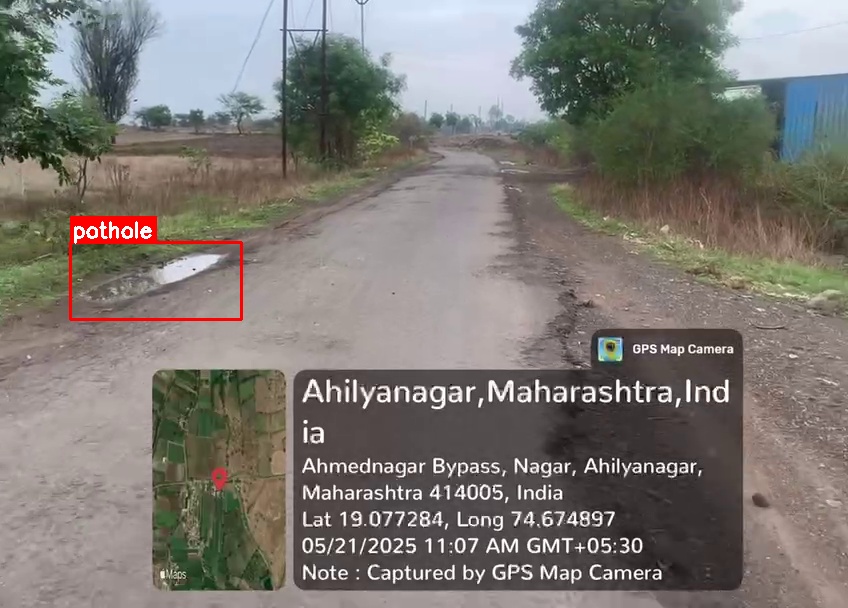 pothole
GPS Map Camera
Ahilyanagar,Maharashtra,Ind
ia
Ahmednagar Bypass, Nagar, Ahilyanagar,
Maharashtra 414005, India
Lat 19.077284, Long 74.674897
05/21/2025 11:07 AM GMT+05:30
Note : Captured by GPS Map Camera
Maps